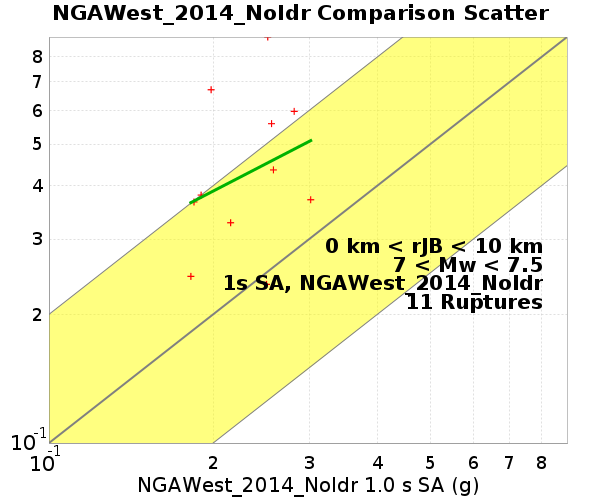 NGAWest_2014_NoIdr Comparison Scatter
8
7
6
5
4
3
2
10-1
0 km < rJB < 10 km
7 < Mw < 7.5
1s SA, NGAWest_2014_NoIdr
11 Ruptures
10-1
2 3 4 5 6 7 8
NGAWest_2014_NoIdr 1.0 s SA (g)